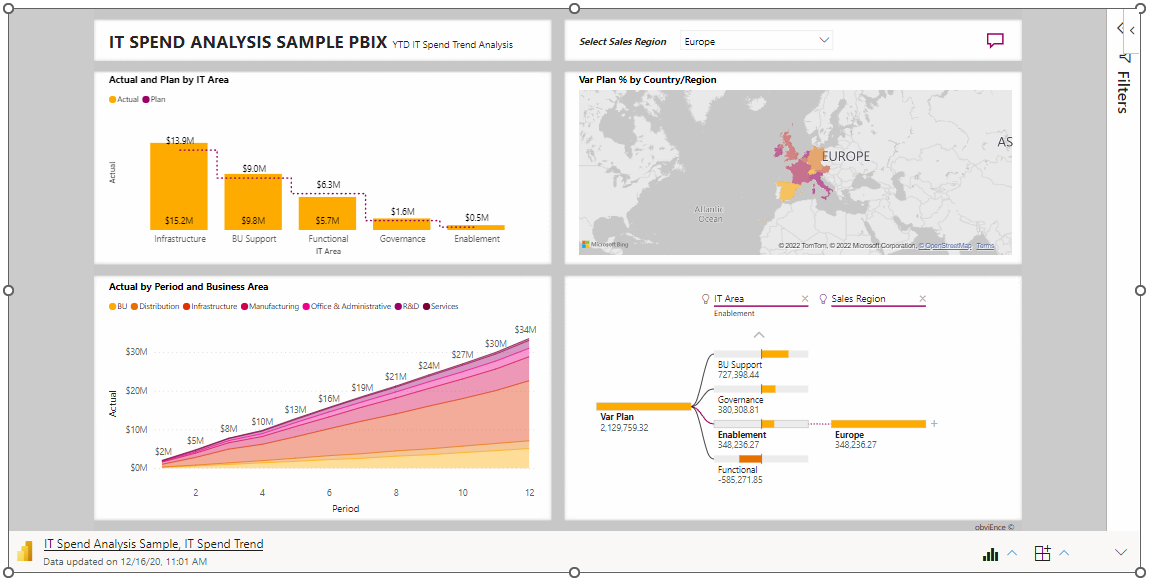 IT SPEND ANALYSIS SAMPLE PBIX YTD IT Spend Trend Analysis
Select Sales Region Europe
Filters
Actual and Plan by IT Area
Actual Plan
Actual
$13.9M
$9.0M
$6.3M
$1.6M
$0.5M
$15.2M $9.8M $5.7M
Infrastructure BU Support Functional Governance Enablement
IT Area
Var Plan % by Country/Region
AS
EUROPE
Atlantic
Ocean
Microsoft Bing
© 2022 TomTom, © 2022 Microsoft Corporation, © OpenStreetMap Terms
Actual by Period and Business Area
BU Distribution Infrastructure Manufacturing Office & Administrative R&D Services
Actual
$30M
$20M
$10M
$0M
$2M $5M $8M $10M $13M $16M $19M $21M $24M $27M $30M $34M
2 4 6 8 10 12
Period
IT Area Sales Region
Enablement
Var Plan
2,129,759.32
BU Support
727,398.44
Governance
380,308.81
Enablement
348,236.27
Functional
-585,271.85
Europe
348,236.27
obviEnce ©
IT Spend Analysis Sample, IT Spend Trend
Data updated on 12/16/20, 11:01 AM